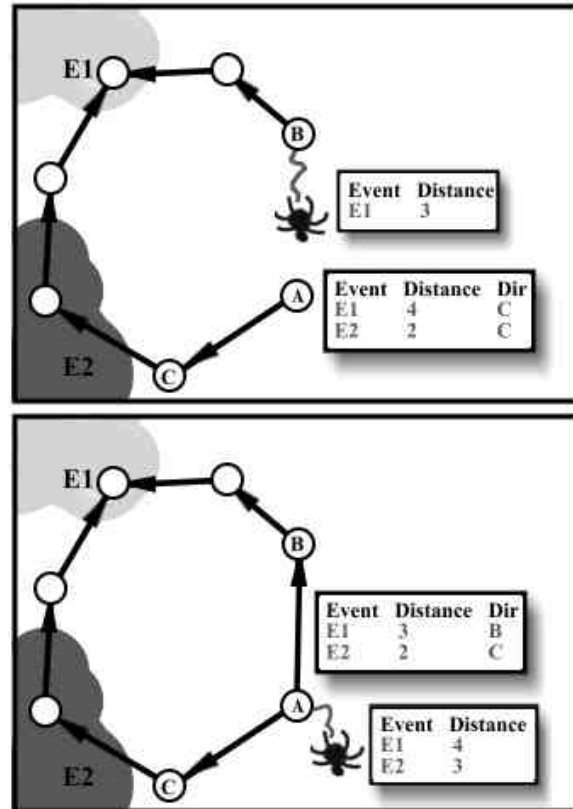 E1
B
Event Distance
E1 3
A
Event Distance Dir
E1 4 C
E2 2 C
E2
C
E1
B
Event Distance Dir
E1 3 B
E2 2 C
A
Event Distance
E1 4
E2 3
E2
C